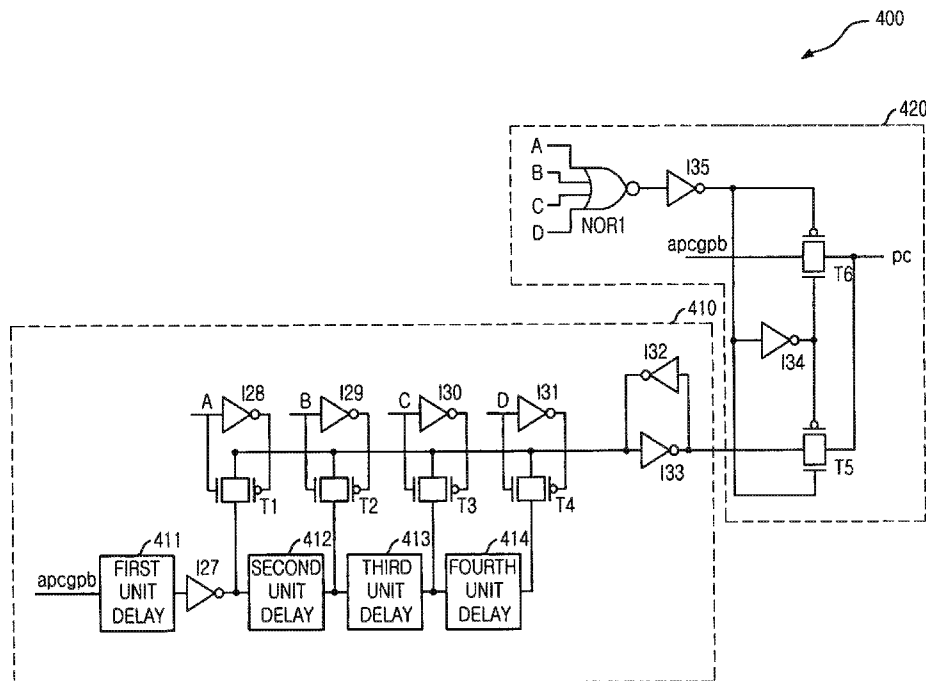 400
420
A
B
C
D
NOR1
I35
apcgpb
T6
pc
I34
T5
410
I32
I33
A
I28
B
I29
C
I30
D
I31
T1
T2
T3
T4
411
412
413
414
apcgpb
FIRST
UNIT
DELAY
I27
SECOND
UNIT
DELAY
THIRD
UNIT
DELAY
FOURTH
UNIT
DELAY